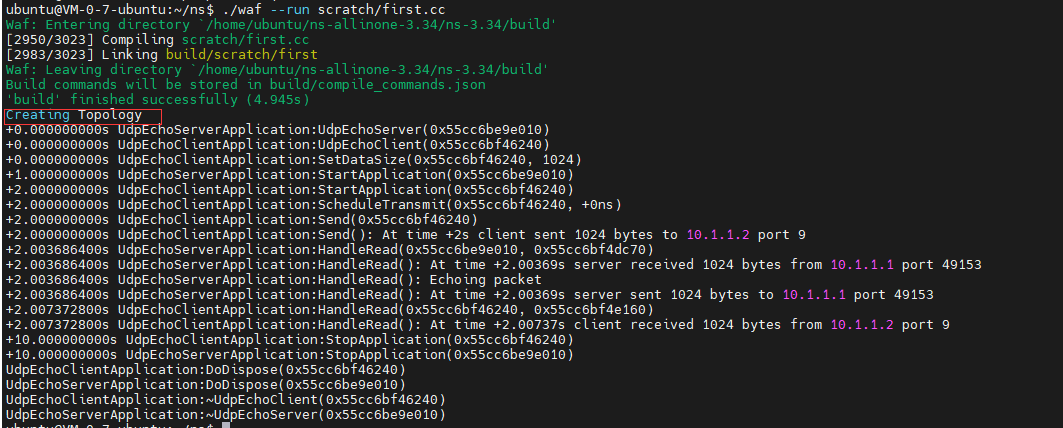 ubuntu@VM-0-7-ubuntu:~/ns$ ./waf --run scratch/first.cc
Waf: Entering directory `/home/ubuntu/ns-allinone-3.34/ns-3.34/build'
[2950/3023] Compiling scratch/first.cc
[2983/3023] Linking build/scratch/first
Waf: Leaving directory `/home/ubuntu/ns-allinone-3.34/ns-3.34/build'
Build commands will be stored in build/compile_commands.json
'build' finished successfully (4.945s)
Creating Topology
+0.000000000s UdpEchoServerApplication:UdpEchoServer(0x55cc6be9e010)
+0.000000000s UdpEchoClientApplication:UdpEchoClient(0x55cc6bf46240)
+0.000000000s UdpEchoClientApplication:SetDataSize(0x55cc6bf46240, 1024)
+1.000000000s UdpEchoServerApplication:StartApplication(0x55cc6be9e010)
+2.000000000s UdpEchoClientApplication:StartApplication(0x55cc6bf46240)
+2.000000000s UdpEchoClientApplication:ScheduleTransmit(0x55cc6bf46240, +0ns)
+2.000000000s UdpEchoClientApplication:Send(0x55cc6bf46240)
+2.000000000s UdpEchoClientApplication:Send(): At time +2s client sent 1024 bytes to 10.1.1.2 port 9
+2.003686400s UdpEchoServerApplication:HandleRead(0x55cc6be9e010, 0x55cc6bf4dc70)
+2.003686400s UdpEchoServerApplication:HandleRead(): At time +2.00369s server received 1024 bytes from 10.1.1.1 port 49153
+2.003686400s UdpEchoServerApplication:HandleRead(): Echoing packet
+2.003686400s UdpEchoServerApplication:HandleRead(): At time +2.00369s server sent 1024 bytes to 10.1.1.1 port 49153
+2.007372800s UdpEchoClientApplication:HandleRead(0x55cc6bf46240, 0x55cc6bf4e160)
+2.007372800s UdpEchoClientApplication:HandleRead(): At time +2.00737s client received 1024 bytes from 10.1.1.2 port 9
+10.000000000s UdpEchoClientApplication:StopApplication(0x55cc6bf46240)
+10.000000000s UdpEchoServerApplication:StopApplication(0x55cc6be9e010)
UdpEchoClientApplication:DoDispose(0x55cc6bf46240)
UdpEchoServerApplication:DoDispose(0x55cc6be9e010)
UdpEchoClientApplication:~UdpEchoClient(0x55cc6bf46240)
UdpEchoServerApplication:~UdpEchoServer(0x55cc6be9e010)
ubuntu@VM-0-7-ubuntu:~/ns$